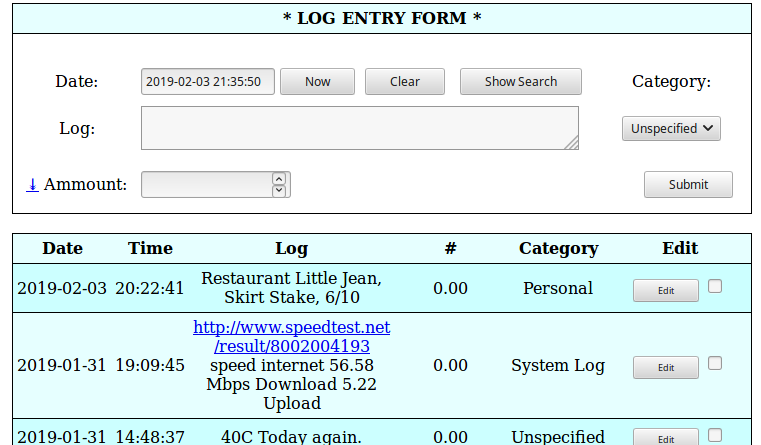 * LOG ENTRY FORM *
Date: 2019-02-03 21:35:50 Now Clear Show Search Category:
Log: Unspecified
↡ Ammount: Submit
Date Time Log # Category Edit
2019-02-03 20:22:41 Restaurant Little Jean, 0.00 Personal Edit
Skirt Stake, 6/10
http://www.speedtest.net
/result/8002004193
2019-01-31 19:09:45 speed internet 56.58 0.00 System Log Edit
Mbps Download 5.22
Upload
2019-01-31 14:48:37 40C Today again. 0.00 Unspecified Edit